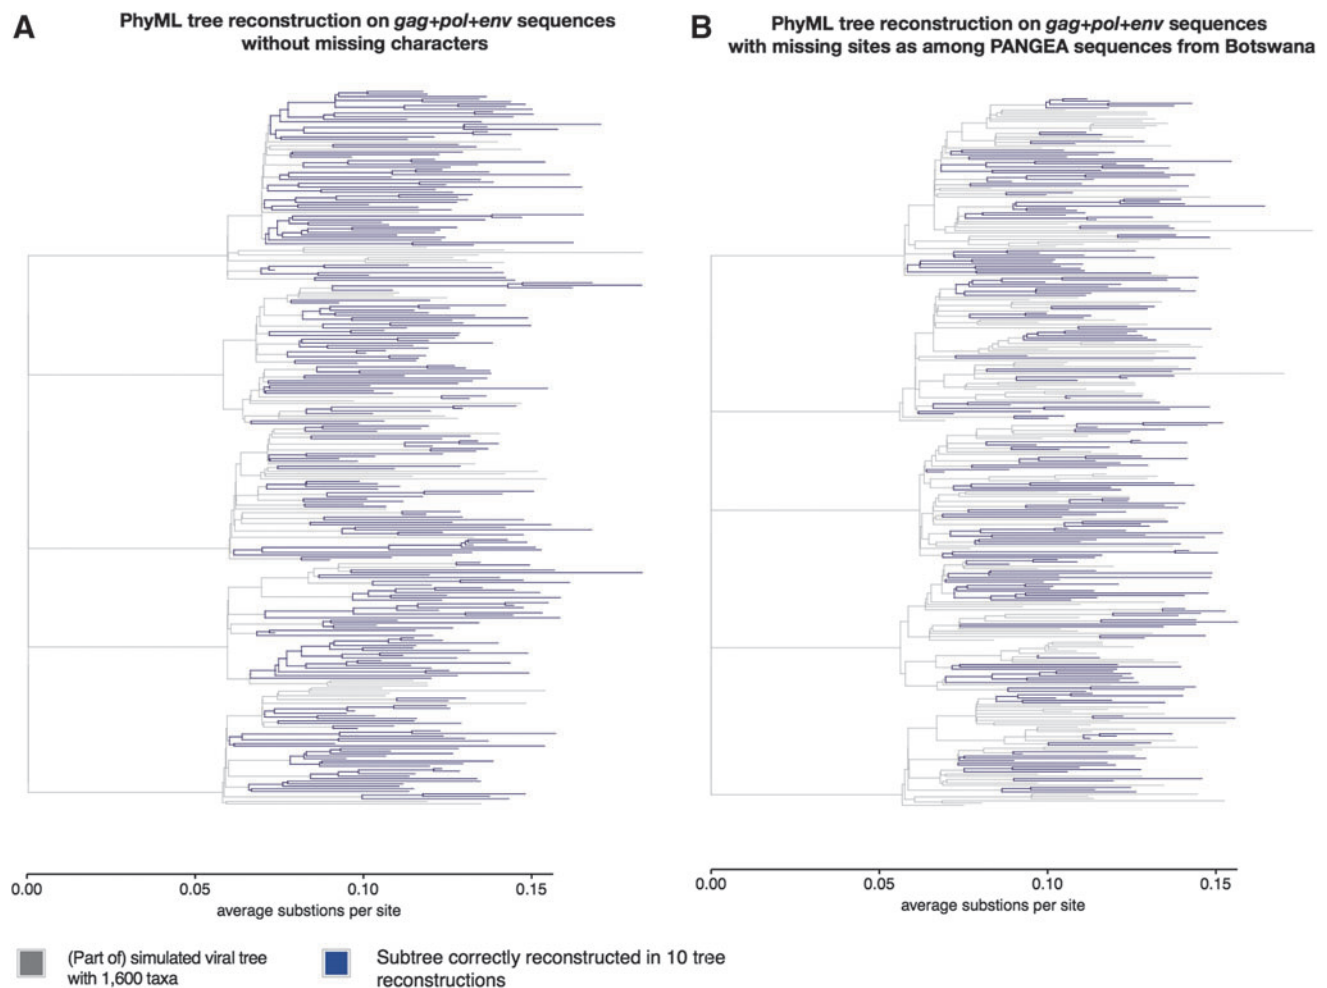 A
PhyML tree reconstruction on gag+pol+env sequences
without missing characters
B
PhyML tree reconstruction on gag+pol+env sequences
with missing sites as among PANGEA sequences from Botswana
0.00 0.05 0.10 0.15
average substions per site
0.00 0.05 0.10 0.15
average substions per site
(Part of) simulated viral tree
with 1,600 taxa
Subtree correctly reconstructed in 10 tree
reconstructions